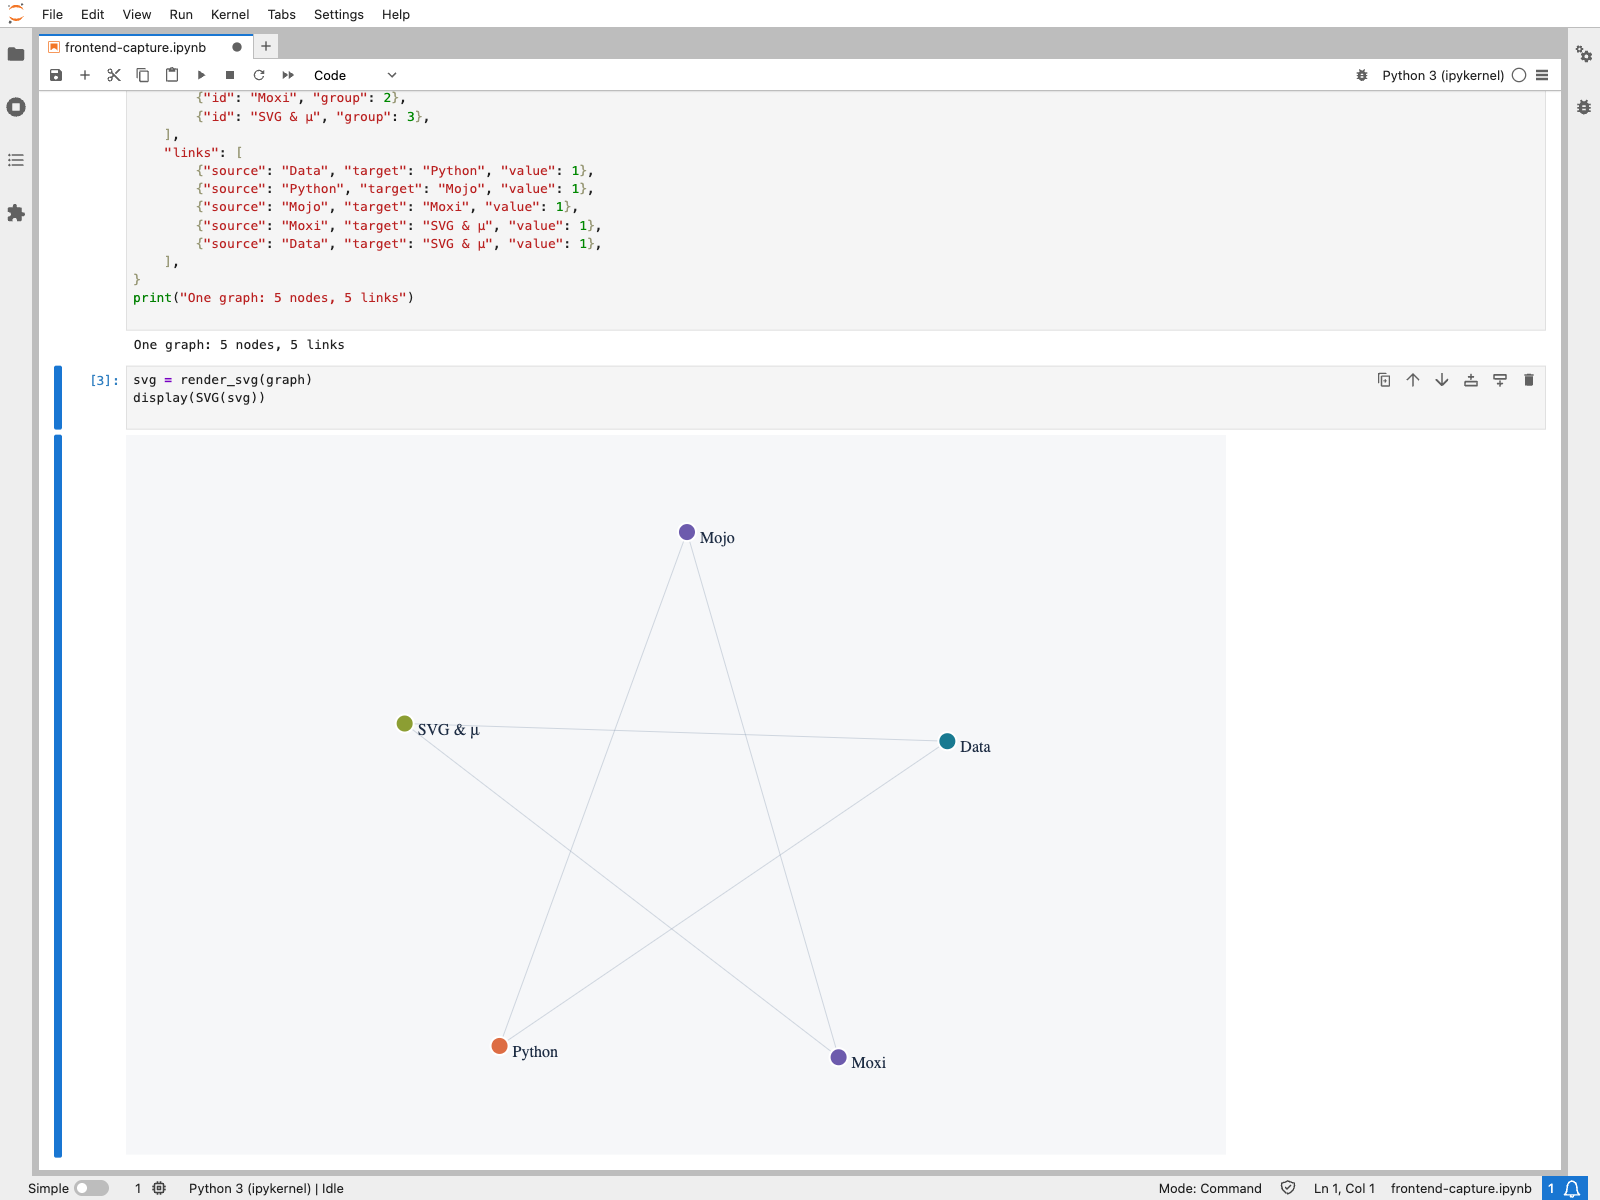 File Edit View Run Kernel Tabs Settings Help
frontend-capture.ipynb
Code
Python 3 (ipykernel)
{"id": "Moxi", "group": 2},
{"id": "SVG & μ", "group": 3},
],
"links": [
{"source": "Data", "target": "Python", "value": 1},
{"source": "Python", "target": "Mojo", "value": 1},
{"source": "Mojo", "target": "Moxi", "value": 1},
{"source": "Moxi", "target": "SVG & μ", "value": 1},
{"source": "Data", "target": "SVG & μ", "value": 1},
],
}
print("One graph: 5 nodes, 5 links")
One graph: 5 nodes, 5 links
[3]:
svg = render_svg(graph)
display(SVG(svg))
Mojo
SVG & μ
Data
Python
Moxi
Simple 1 Python 3 (ipykernel) | Idle Mode: Command Ln 1, Col 1 frontend-capture.ipynb 1